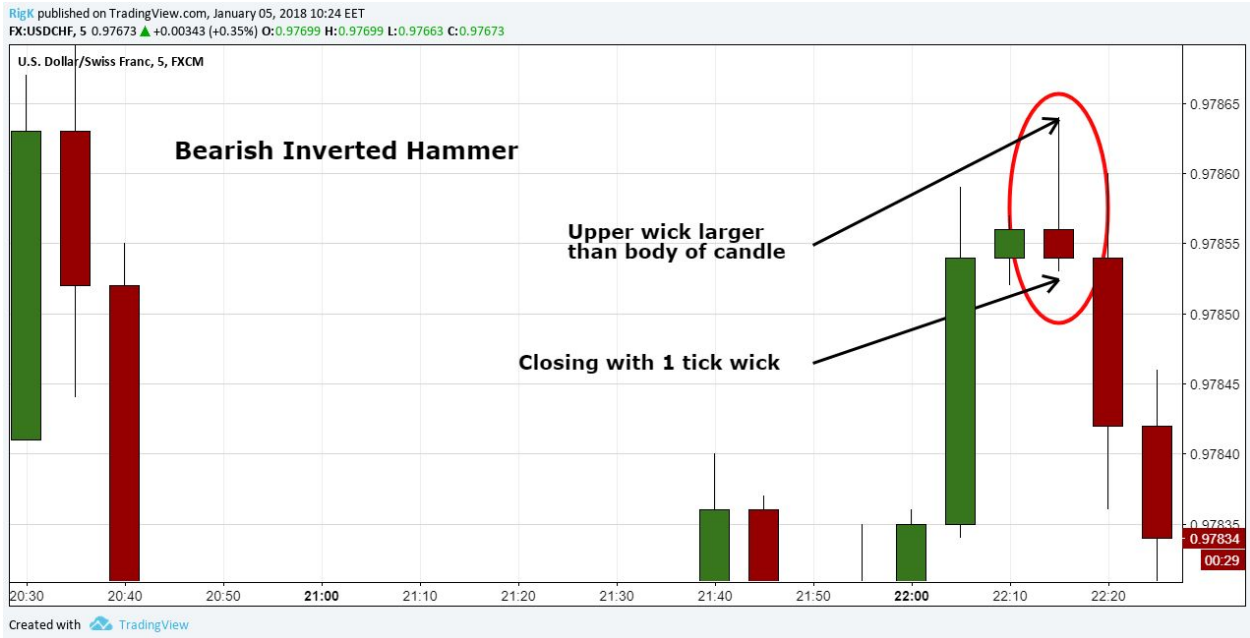 RigK published on TradingView.com, January 05, 2018 10:24 EET
FX:USDCHF, 5 0.97673 ▲ +0.00343 (+0.35%) O:0.97699 H:0.97699 L:0.97663 C:0.97673
U.S. Dollar/Swiss Franc, 5, FXCM
Bearish Inverted Hammer
Upper wick larger
than body of candle
Closing with 1 tick wick
0.97865
0.97860
0.97855
0.97850
0.97845
0.97840
0.97835
0.97834
00:29
20:30 20:40 20:50 21:00 21:10 21:20 21:30 21:40 21:50 22:00 22:10 22:20
Created with TradingView